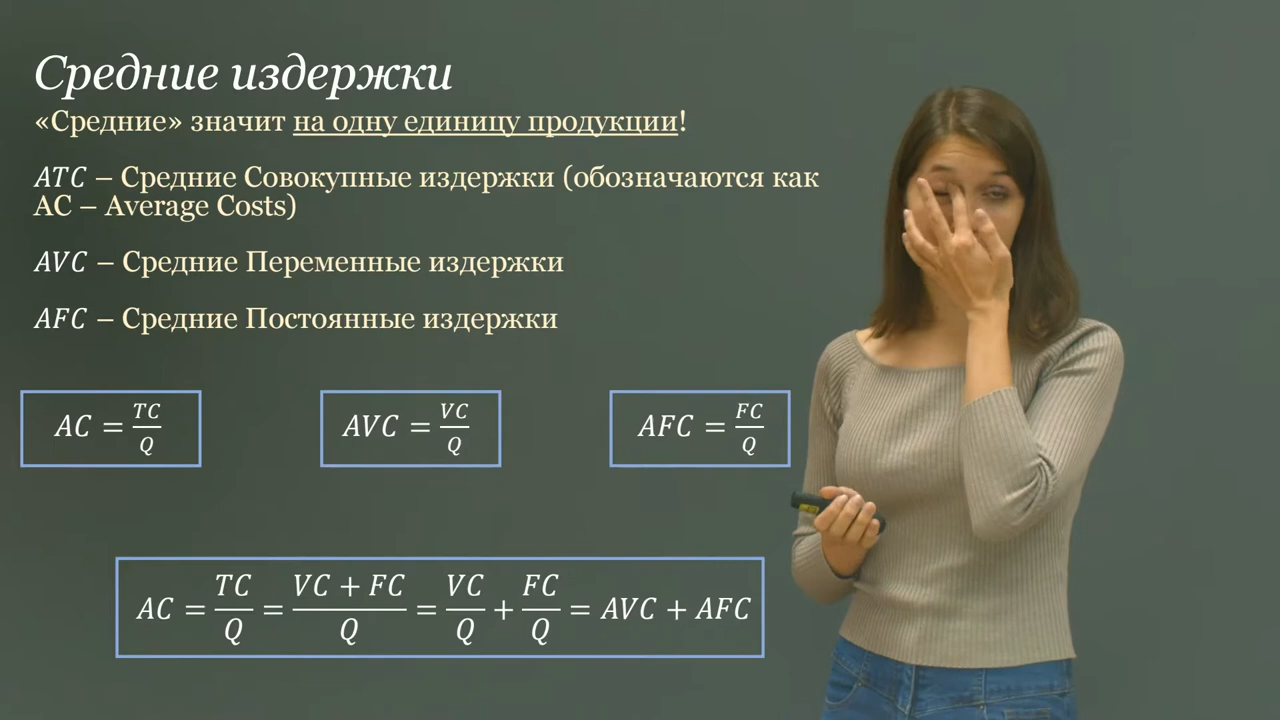 Средние издержки
«Средние» значит на одну единицу продукции!
ATC – Средние Совокупные издержки (обозначаются как
AC – Average Costs)
AVC – Средние Переменные издержки
AFC – Средние Постоянные издержки
AC = TC/Q
AVC = VC/Q
AFC = FC/Q
AC = TC/Q = VC + FC/Q = VC/Q + FC/Q = AVC + AFC